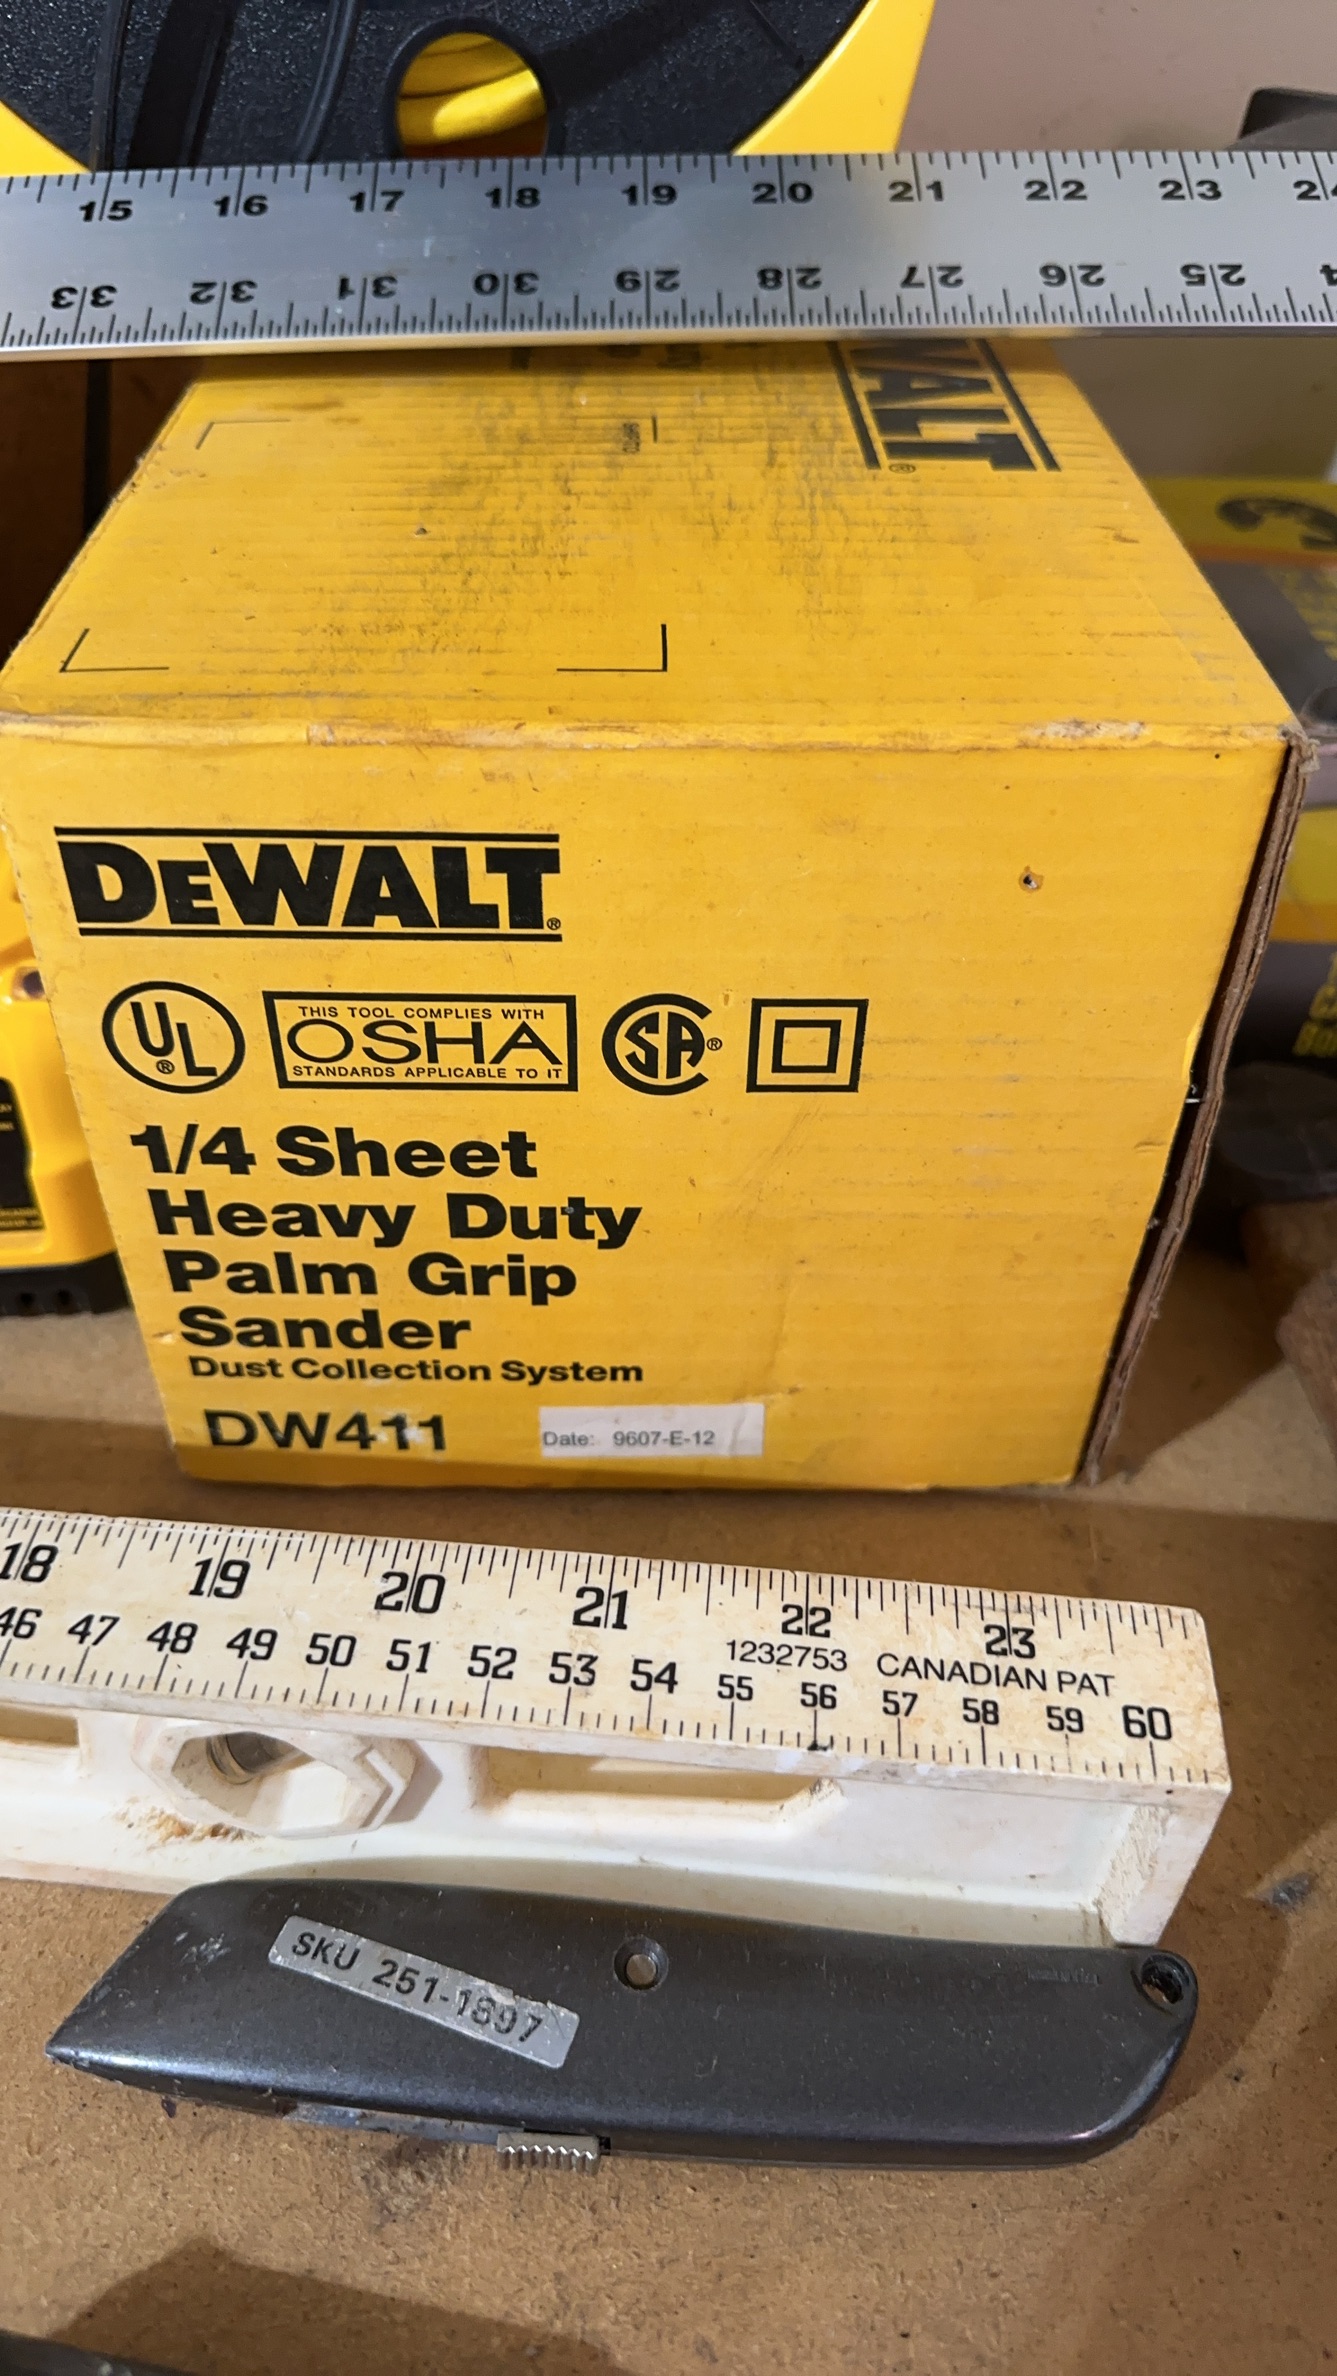 15 16 17 18 19 20 21 22 23
33 32 31 30 29 28 27 26 25
WALT®
DEWALT®
UL®
THIS TOOL COMPLIES WITH
OSHA
STANDARDS APPLICABLE TO IT
SA®
1/4 Sheet
Heavy Duty
Palm Grip
Sander
Dust Collection System
DW411
Date: 9607-E-12
18 19 20 21 22 23
1232753 CANADIAN PAT
46 47 48 49 50 51 52 53 54 55 56 57 58 59 60
SKU 251-1897